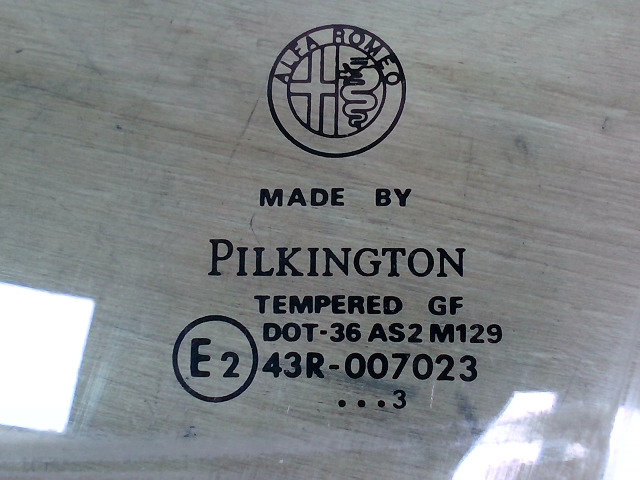 ALFA ROMEO
MADE BY
PILKINGTON
TEMPERED GF
DOT-36 AS2 M129
E2 43R-007023
...3